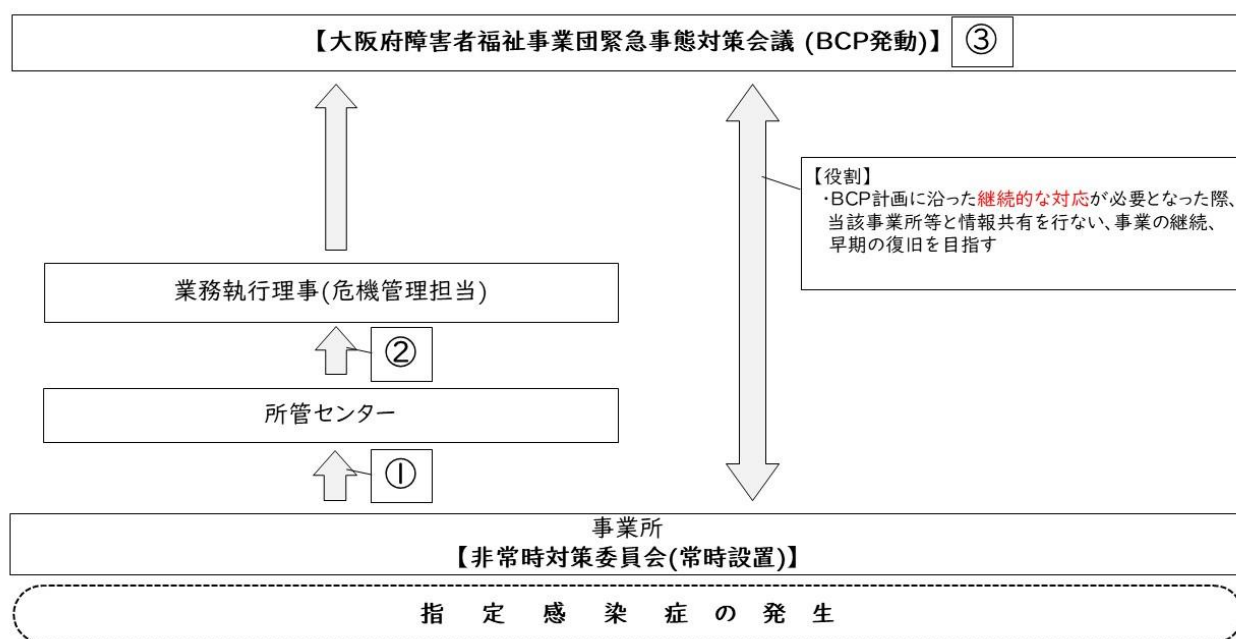 【大阪府障害者福祉事業団緊急事態対策会議 (BCP発動)】
③
【役割】
・BCP計画に沿った継続的な対応が必要となった際、
当該事業所等と情報共有を行ない、事業の継続、
早期の復旧を目指す
業務執行理事(危機管理担当)
②
所管センター
①
事業所
【非常時対策委員会(常時設置)】
指 定 感 染 症 の 発 生